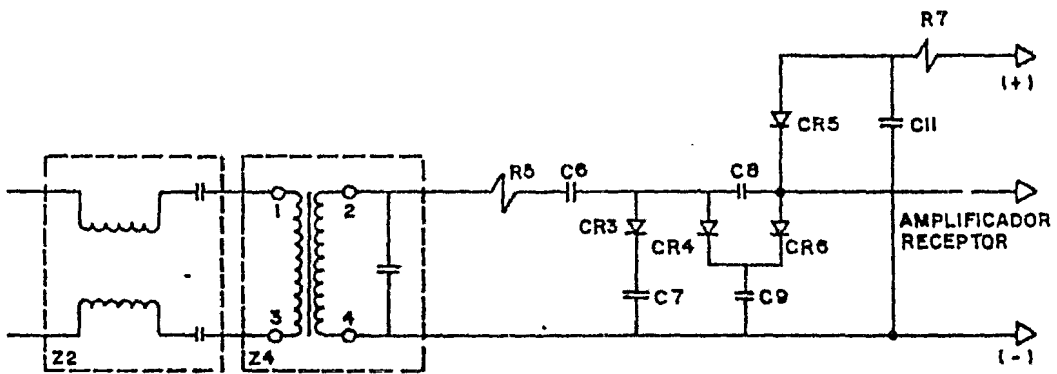 R7
(+)
CR5
C11
R5
C6
C8
1
2
AMPLIFICADOR
RECEPTOR
CR3
CR4
CR6
C7
C9
3
4
Z2
Z4
(-)